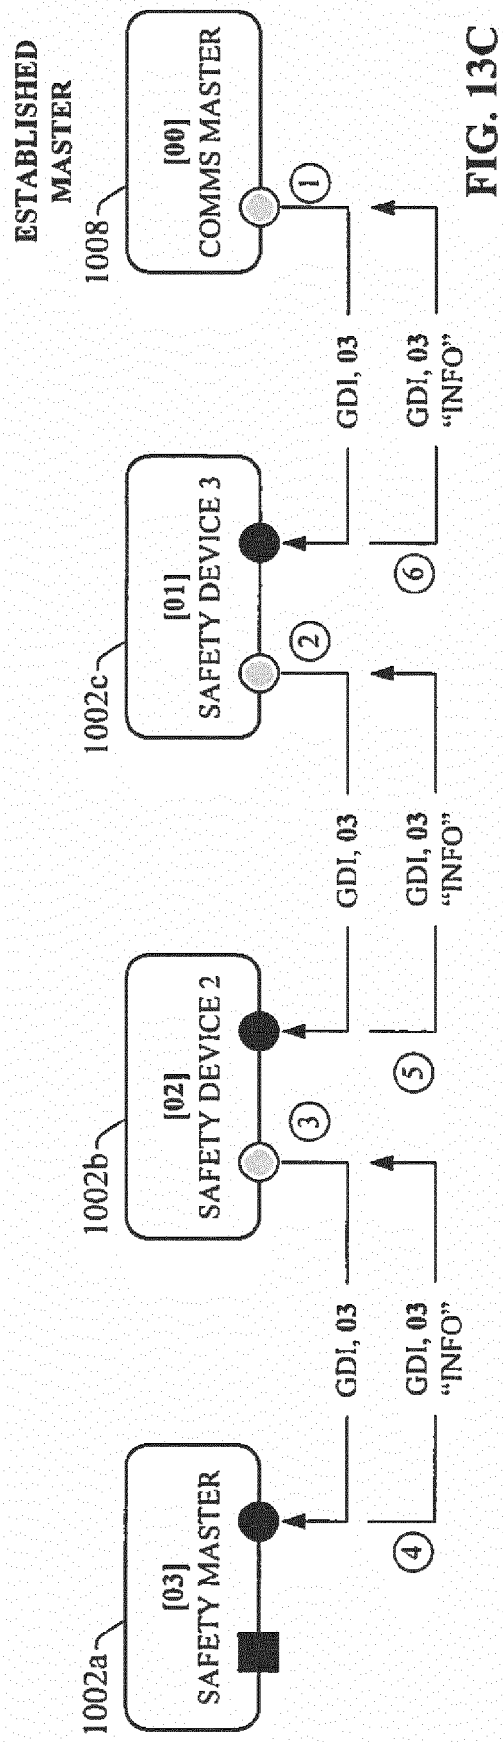 ESTABLISHED
MASTER
1002a
1002b
1002c
1008
[03]
SAFETY MASTER
[02]
SAFETY DEVICE 2
[01]
SAFETY DEVICE 3
[00]
COMMS MASTER
3
2
1
GDI, 03
GDI, 03
GDI, 03
4
5
6
GDI, 03
"INFO"
GDI, 03
"INFO"
GDI, 03
"INFO"
FIG. 13C